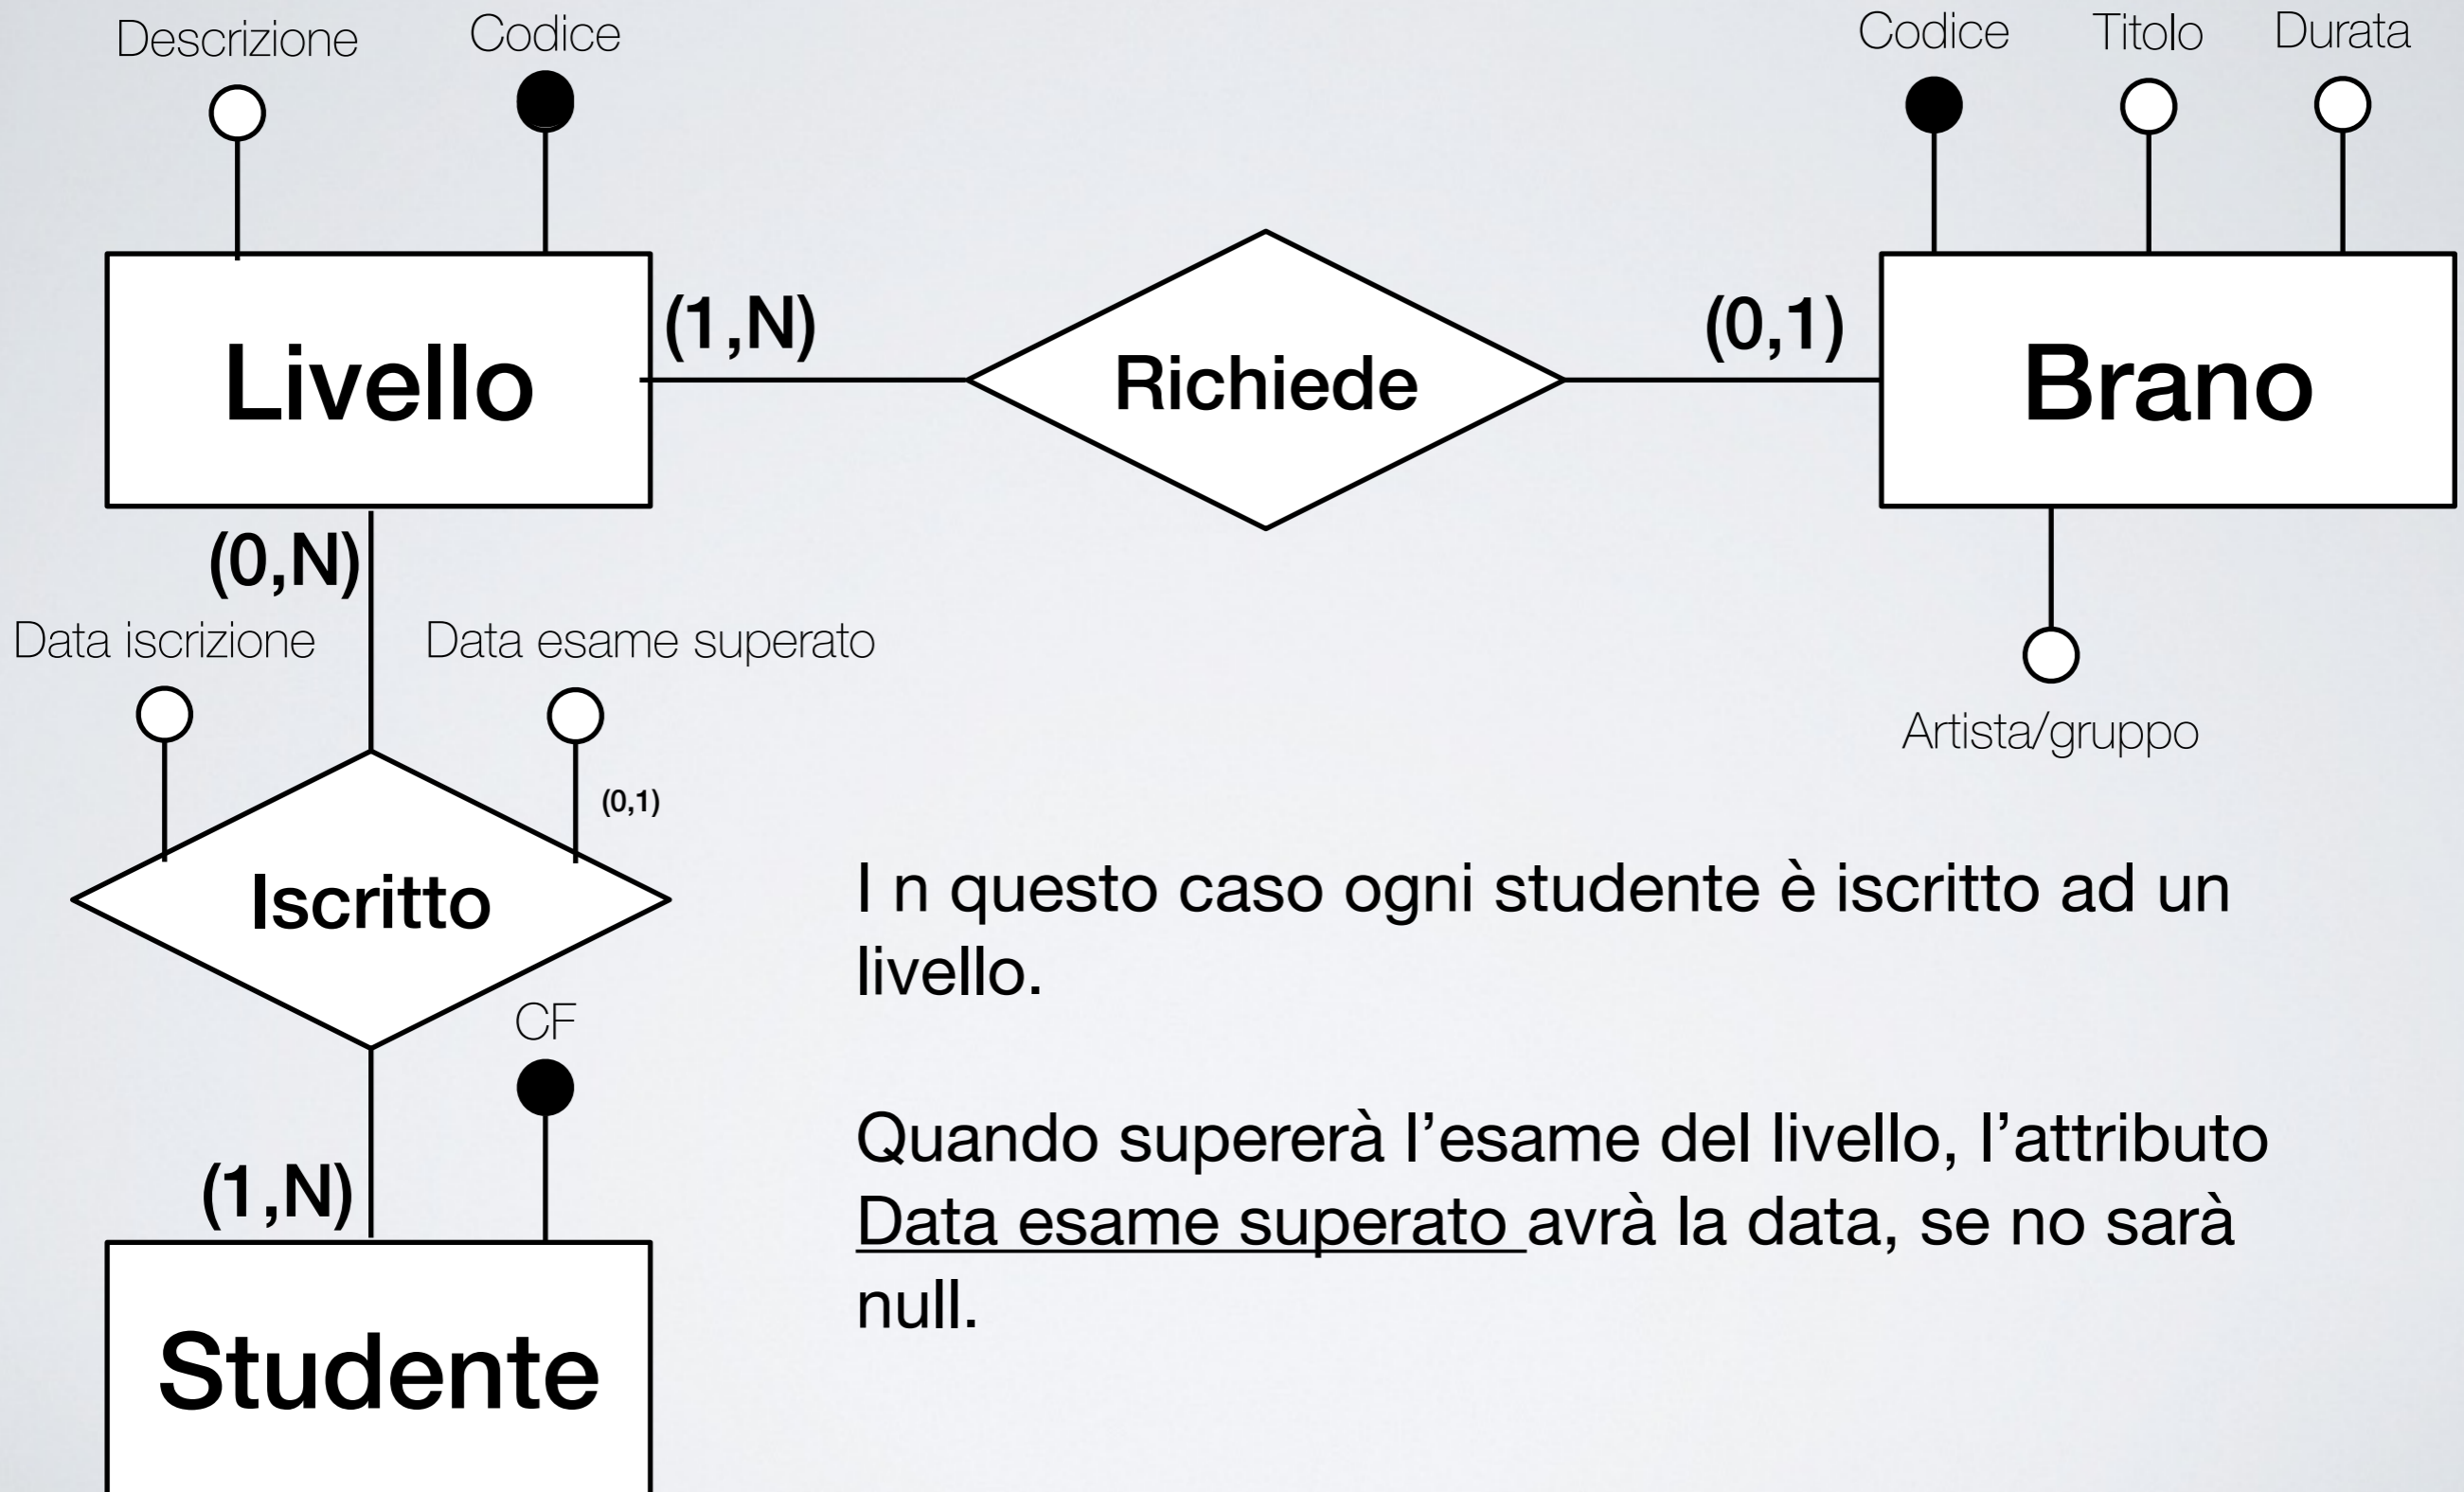 Descrizione
Codice
Codice
Titolo
Durata
Livello
(1,N)
Richiede
(0,1)
Brano
(0,N)
Data iscrizione
Data esame superato
Artista/gruppo
(0,1)
Iscritto
I n questo caso ogni studente è iscritto ad un
livello.
CF
Quando supererà l’esame del livello, l’attributo
Data esame superato avrà la data, se no sarà
null.
(1,N)
Studente